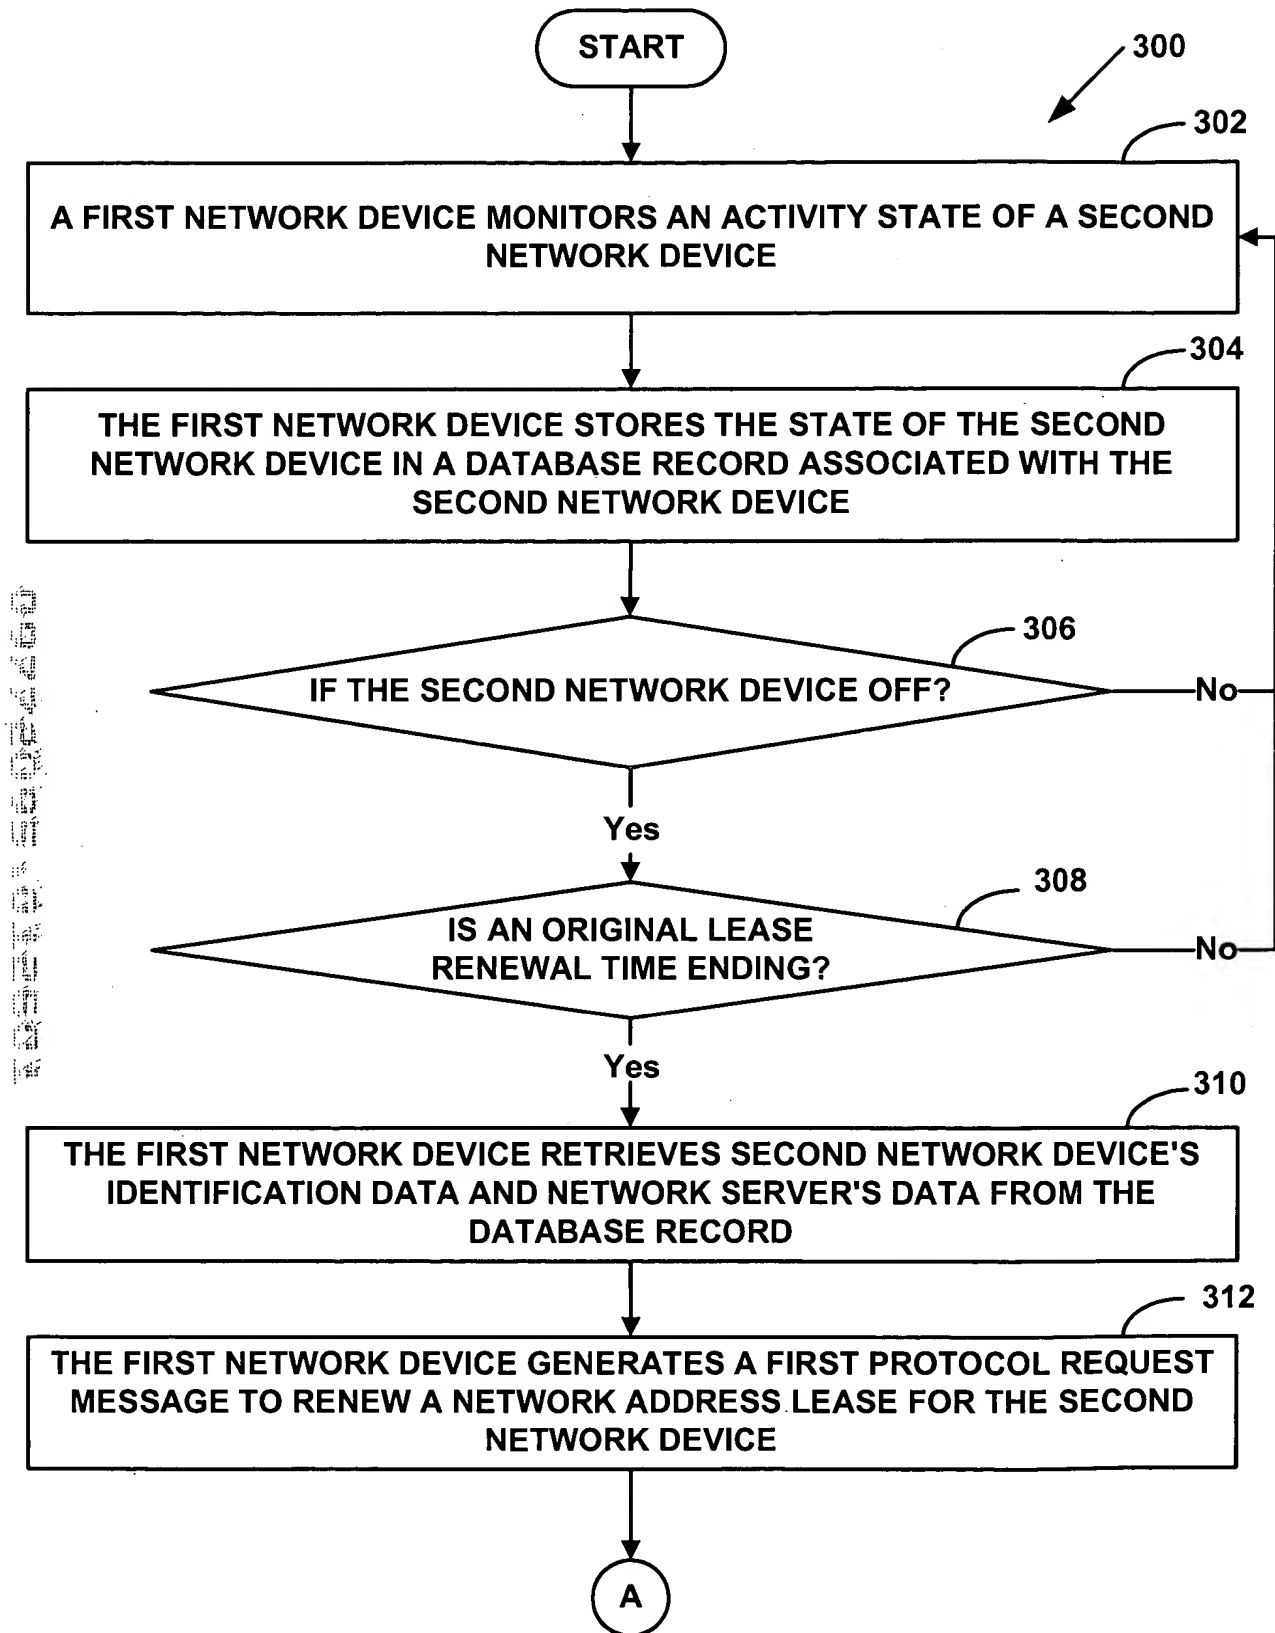 START
300
302
A FIRST NETWORK DEVICE MONITORS AN ACTIVITY STATE OF A SECOND
NETWORK DEVICE
304
THE FIRST NETWORK DEVICE STORES THE STATE OF THE SECOND
NETWORK DEVICE IN A DATABASE RECORD ASSOCIATED WITH THE
SECOND NETWORK DEVICE
306
IF THE SECOND NETWORK DEVICE OFF?
No
Yes
308
IS AN ORIGINAL LEASE
RENEWAL TIME ENDING?
No
Yes
310
THE FIRST NETWORK DEVICE RETRIEVES SECOND NETWORK DEVICE'S
IDENTIFICATION DATA AND NETWORK SERVER'S DATA FROM THE
DATABASE RECORD
312
THE FIRST NETWORK DEVICE GENERATES A FIRST PROTOCOL REQUEST
MESSAGE TO RENEW A NETWORK ADDRESS LEASE FOR THE SECOND
NETWORK DEVICE
A